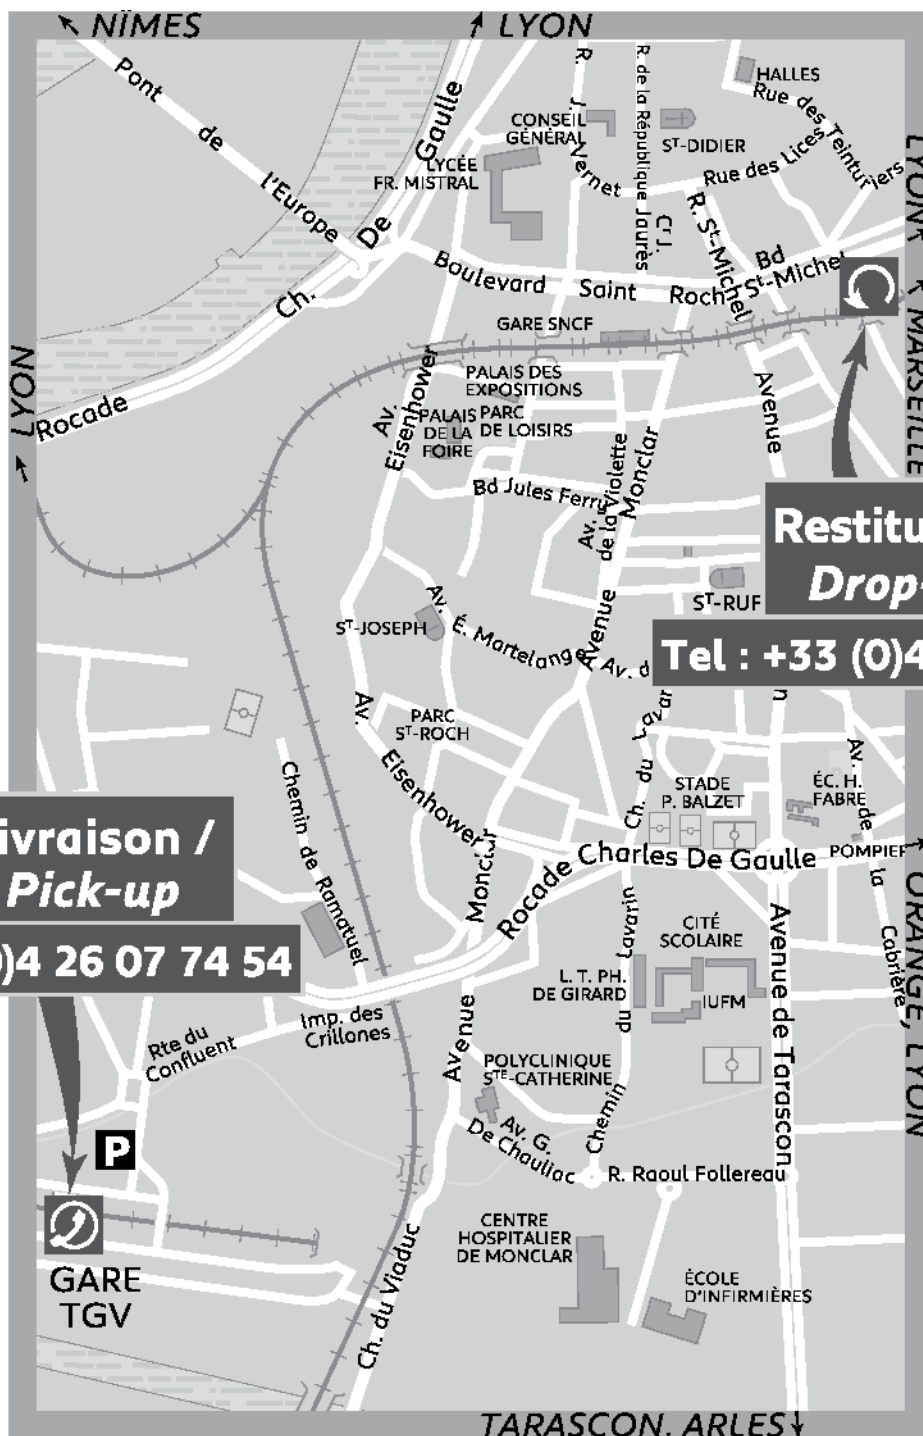 NÏMES
LYON
Pont
de
l'Europe
Ch.
De
Gaulle
Rocade
LYON
R. J. Vernet
R. de la République
Cr J. Jaurès
HALLES
Rue des Teinturiers
CONSEIL
GÉNÉRAL
ST-DIDIER
LYCÉE
FR. MISTRAL
Rue des Lices
R. St-Michel
Bd
St-Michel
Boulevard Saint Roch
LYON
MARSEILLE
GARE SNCF
PALAIS DES
EXPOSITIONS
Av.
Eisenhower
PALAIS
DE LA
FOIRE
PARC
DE LOISIRS
Avenue
Bd Jules Ferry
Av.
de la Violette
Monclar
Avenue
Restitu
Drop-
ST-RUF
Tel : +33 (0)4
ST-JOSEPH
Av. É. Martelange
Av. d
Av.
Eisenhower
PARC
ST-ROCH
Ch. du Lavar
STADE
P. BALZET
ÉC. H.
FABRE
Av. de la Cabrière
POMPIER
Chemin de Ramatuel
ivraison /
Pick-up
)4 26 07 74 54
Monclar
Rocade
Charles De Gaulle
Lavarin
du
Chemin
CITÉ
SCOLAIRE
L. T. PH.
DE GIRARD
IUFM
Avenue de Tarascon
ORANGE, LYON
Rte du
Confluent
Imp. des
Crillones
Avenue
POLYCLINIQUE
STE-CATHERINE
Av. G.
De Chauliac
R. Raoul Follereau
P
GARE
TGV
CENTRE
HOSPITALIER
DE MONCLAR
ÉCOLE
D'INFIRMIÈRES
Ch. du Viaduc
TARASCON, ARLES